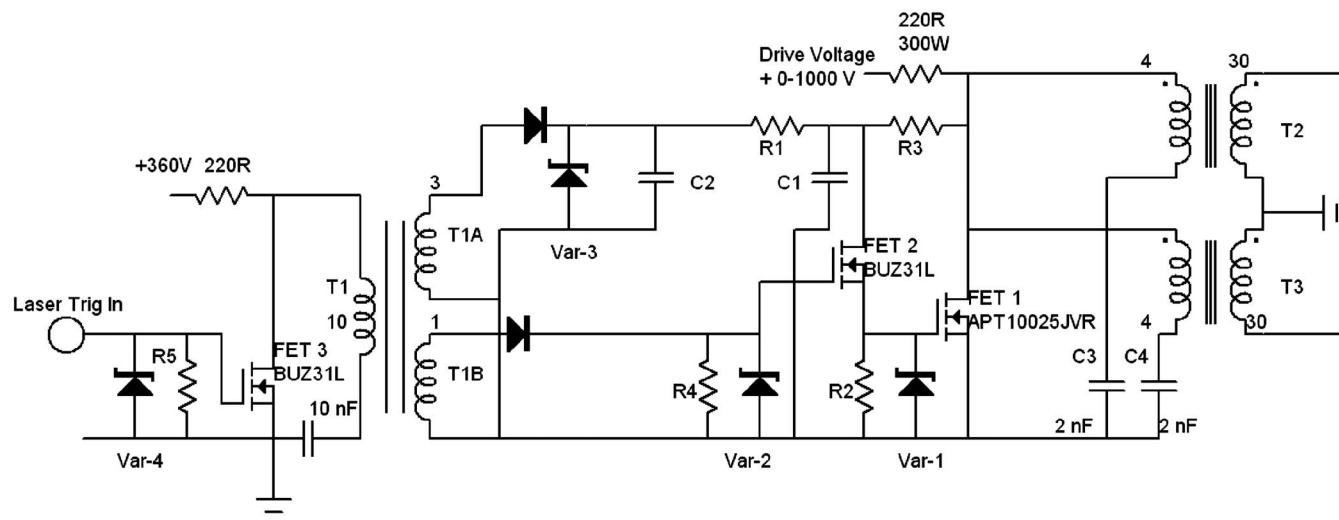 220R
300W
Drive Voltage
+ 0-1000 V
4
30
T2
R1
R3
+360V 220R
3
C2
C1
T1A
Var-3
FET 2
BUZ31L
T1
10
1
Laser Trig In
FET 1
APT10025JVR
T3
4
30
R5
FET 3
BUZ31L
T1B
R4
R2
C3
C4
10 nF
2 nF
2 nF
Var-4
Var-2
Var-1